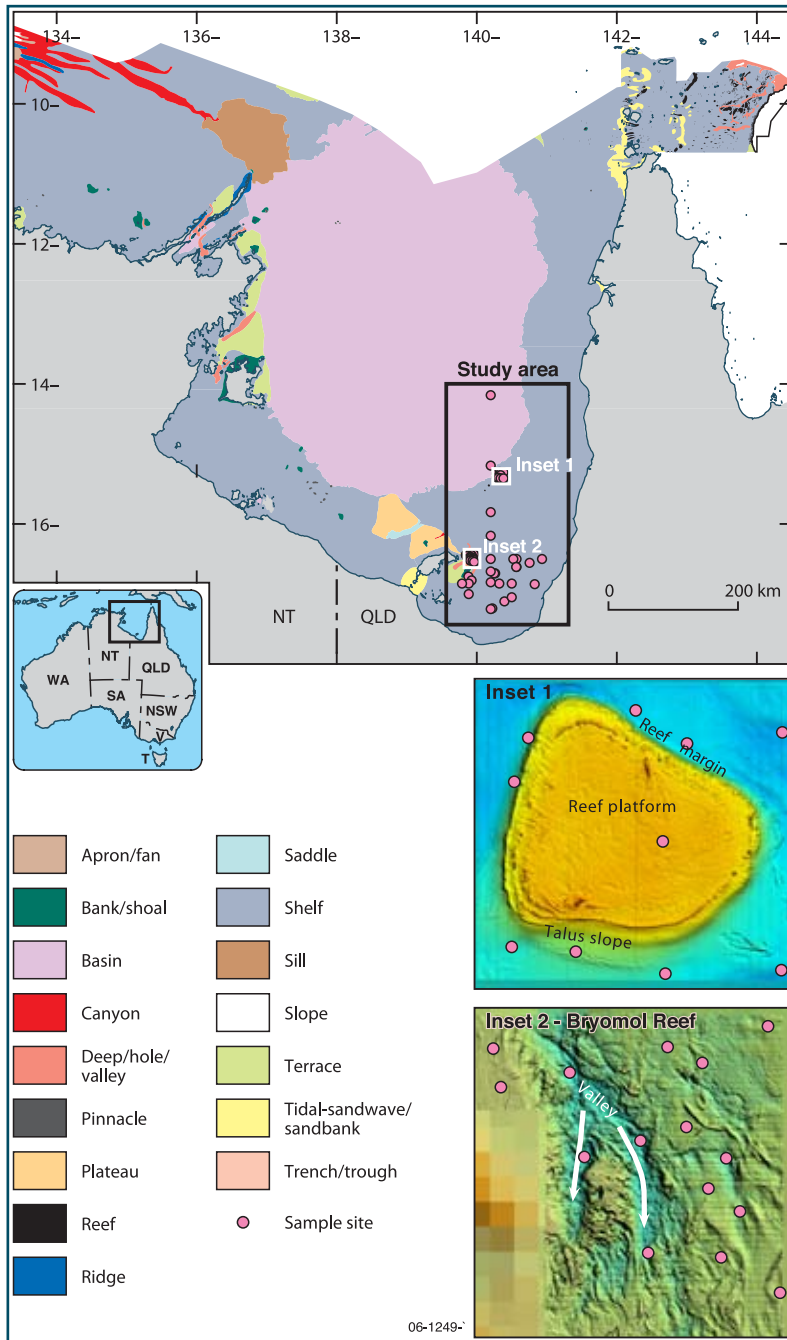 134–
136–
138–
140–
142–
144–
10–
12–
14–
16–
Study area
Inset 1
Inset 2
0
200 km
NT
QLD
WA
NT
QLD
SA
NSW
V
T
Inset 1
Reef margin
Reef platform
Talus slope
Inset 2 - Bryomol Reef
Valley
Apron/fan
Bank/shoal
Basin
Canyon
Deep/hole/
valley
Pinnacle
Plateau
Reef
Ridge
Saddle
Shelf
Sill
Slope
Terrace
Tidal-sandwave/
sandbank
Trench/trough
Sample site
06-1249-`